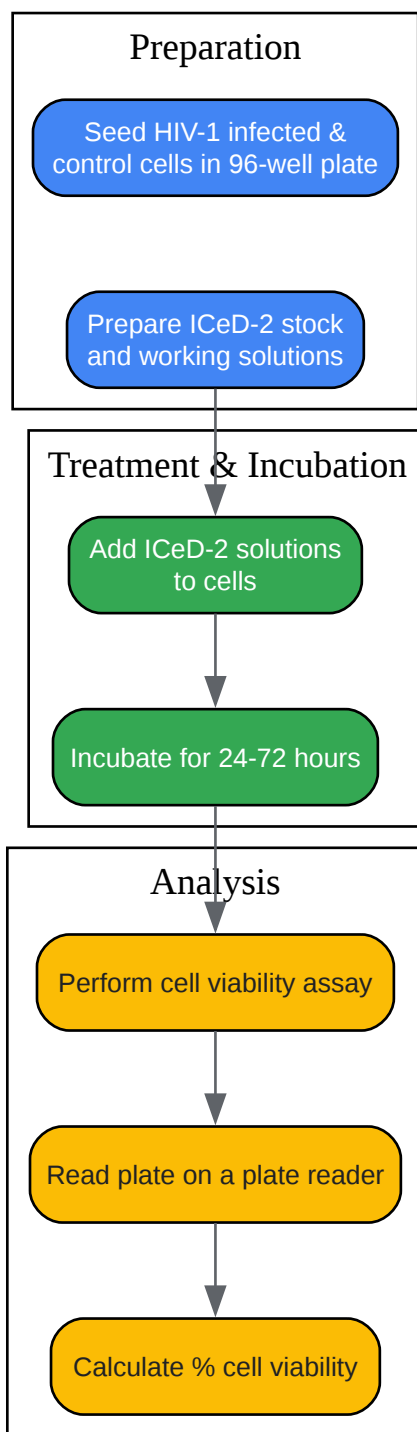 Preparation
Seed HIV-1 infected &
control cells in 96-well plate
Prepare ICeD-2 stock
and working solutions
Treatment & Incubation
Add ICeD-2 solutions
to cells
Incubate for 24-72 hours
Analysis
Perform cell viability assay
Read plate on a plate reader
Calculate % cell viability